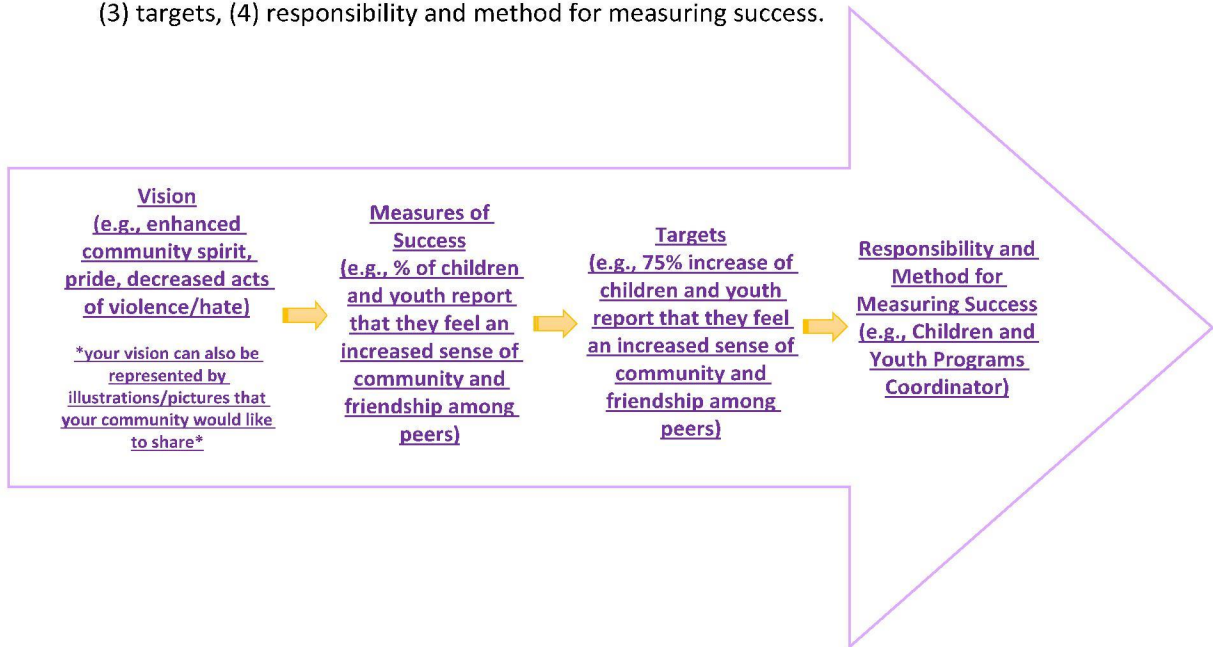 (3) targets, (4) responsibility and method for measuring success.
Vision
(e.g., enhanced
community spirit,
pride, decreased acts
of violence/hate)
*your vision can also be
represented by
illustrations/pictures that
your community would like
to share*
Measures of
Success
(e.g., % of children
and youth report
that they feel an
increased sense of
community and
friendship among
peers)
Targets
(e.g., 75% increase of
children and youth
report that they feel
an increased sense of
community and
friendship among
peers)
Responsibility and
Method for
Measuring Success
(e.g., Children and
Youth Programs
Coordinator)